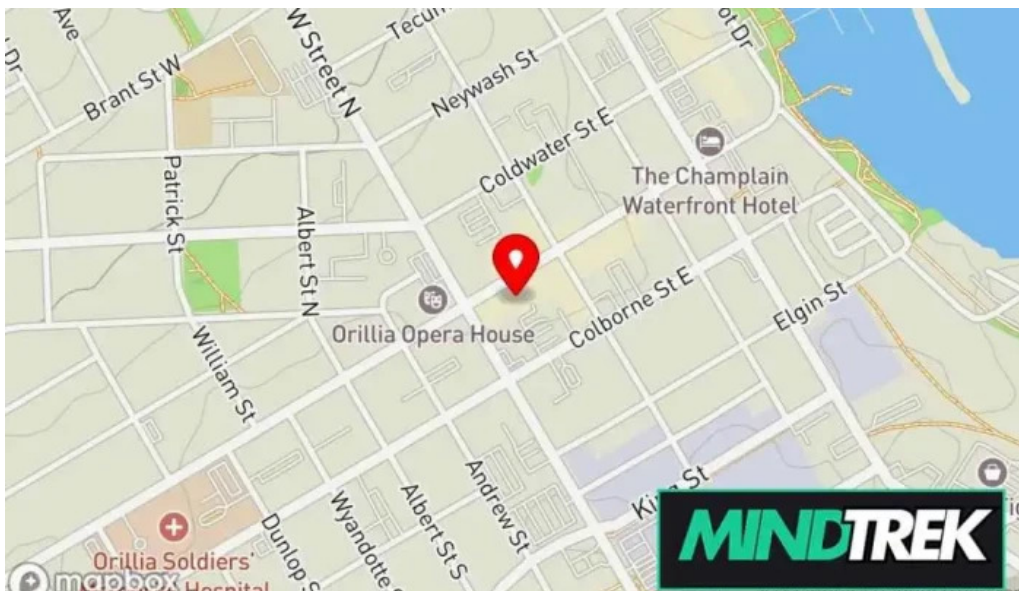 Ave
Tecum
ot Dr
Dr
W Street N
Brant St W
Neywash St
Coldwater St E
The Champlain
Waterfront Hotel
Patrick St
Albert St N
Orillia Opera House
Colborne St E
Elgin St
William St
Andrew St
King St
Albert St S
Wyandotte
Dunlop S
Orillia Soldiers'
Hospital
mapbox
MINDTREK